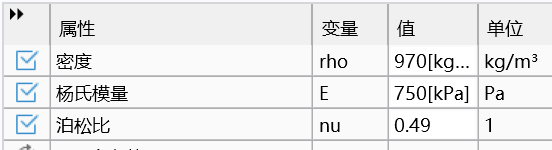 属性 变量 值 单位
密度 rho 970[kg... kg/m³
杨氏模量 E 750[kPa] Pa
泊松比 nu 0.49 1